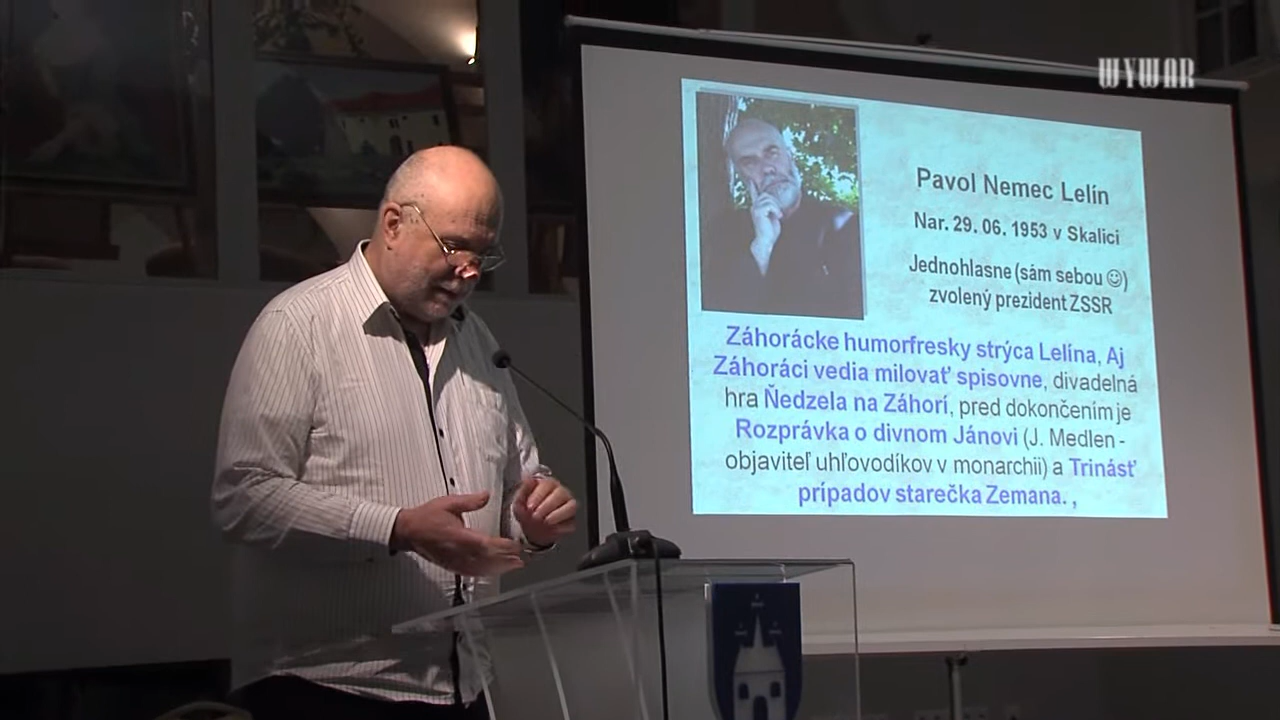 WYWAR
Pavol Nemec Lelín
Nar. 29. 06. 1953 v Skalici
Jednohlasne (sám sebou ☺)
zvolený prezident ZSSR
Záhorácke humorfresky strýca Lelína, Aj
Záhoráci vedia milovať spisovne, divadelná
hra Ňedzela na Záhorí, pred dokončením je
Rozprávka o divnom Jánovi (J. Medlen -
objaviteľ uhľovodíkov v monarchii) a Trinásť
prípadov starečka Zemana. ,